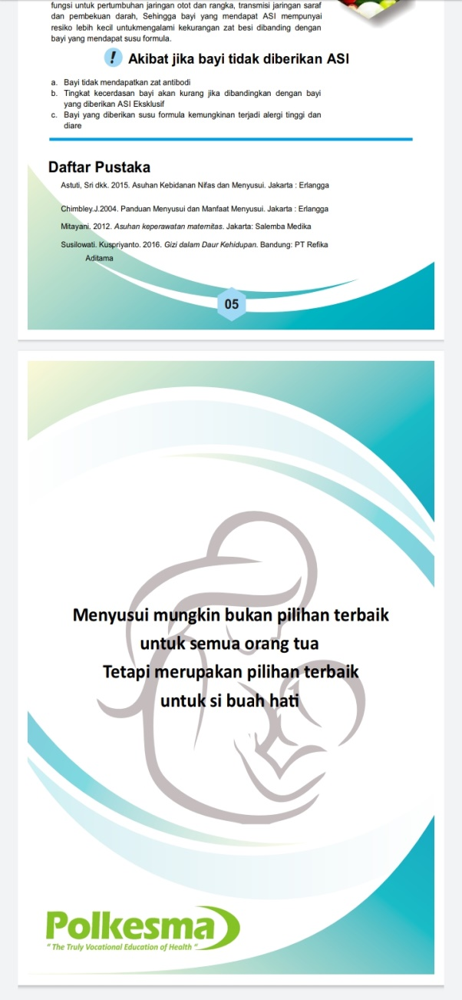 fungsi untuk pertumbuhan jaringan otot dan rangka, transmisi jaringan saraf
dan pembekuan darah, Sehingga bayi yang mendapat ASI mempunyai
resiko lebih kecil untukmengalami kekurangan zat besi dibanding dengan
bayi yang mendapat susu formula.
! Akibat jika bayi tidak diberikan ASI
a. Bayi tidak mendapatkan zat antibodi
b. Tingkat kecerdasan bayi akan kurang jika dibandingkan dengan bayi
yang diberikan ASI Eksklusif
c. Bayi yang diberikan susu formula kemungkinan terjadi alergi tinggi dan
diare
Daftar Pustaka
Astuti, Sri dkk. 2015. Asuhan Kebidanan Nifas dan Menyusui. Jakarta : Erlangga
Chimbley.J.2004. Panduan Menyusui dan Manfaat Menyusui. Jakarta : Erlangga
Mitayani. 2012. Asuhan keperawatan maternitas. Jakarta: Salemba Medika
Susilowati. Kuspriyanto. 2016. Gizi dalam Daur Kehidupan. Bandung: PT Refika
Aditama
05
Menyusui mungkin bukan pilihan terbaik
untuk semua orang tua
Tetapi merupakan pilihan terbaik
untuk si buah hati
Polkesma
“ The Truly Vocational Education of Health “